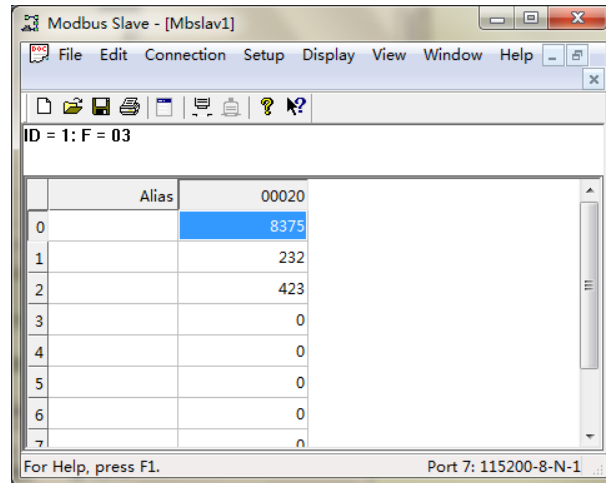 Modbus Slave - [Mbslav1]
File Edit Connection Setup Display View Window Help
ID = 1: F = 03
Alias 00020
0 8375
1 232
2 423
3 0
4 0
5 0
6 0
7 0
For Help, press F1. Port 7: 115200-8-N-1